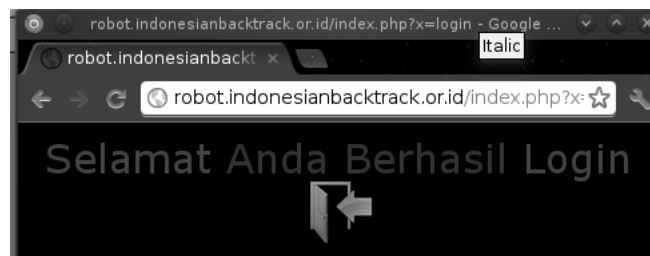 robot.indonesianbacktrack.or.id/index.php?x=login - Google ...
Italic
robot.indonesianbackt
robot.indonesianbacktrack.or.id/index.php?x=
Selamat Anda Berhasil Login